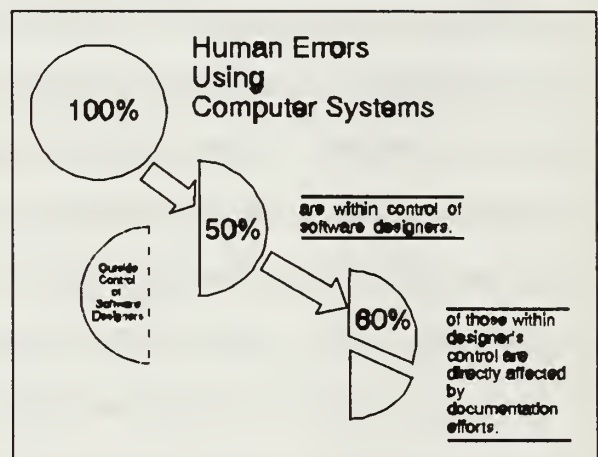 Human Errors
Using
Computer Systems
100%
50%
are within control of
software designers.
Outside
Control
of
Software
Designers
60%
of those within
designer's
control are
directly affected
by
documentation
efforts.